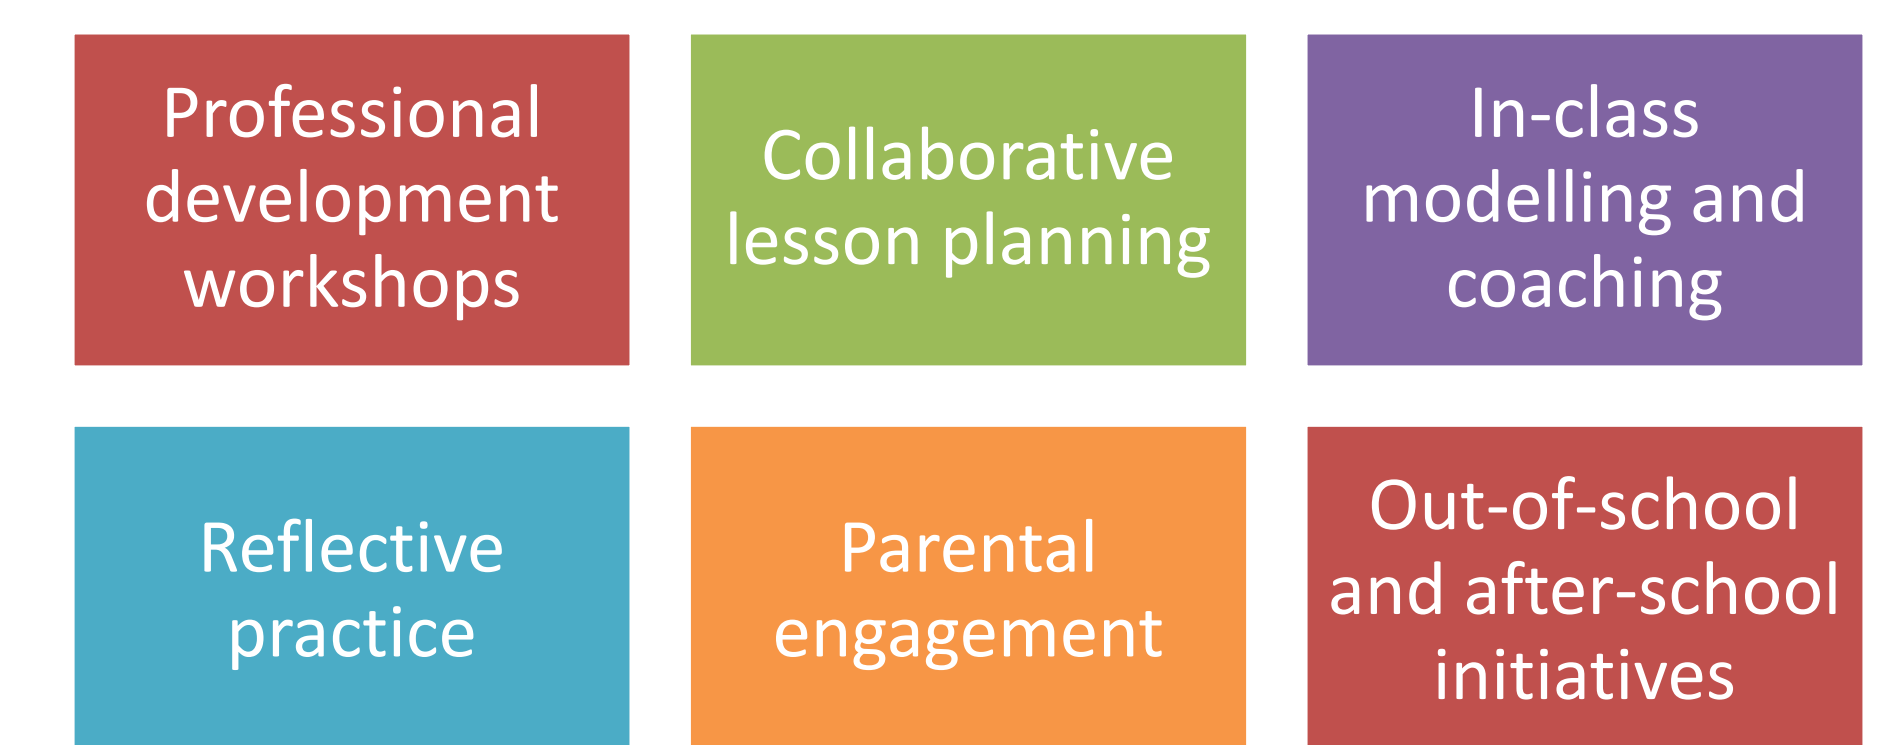 Professional
development
workshops
Collaborative
lesson planning
In-class
modelling and
coaching
Reflective
practice
Parental
engagement
Out-of-school
and after-school
initiatives